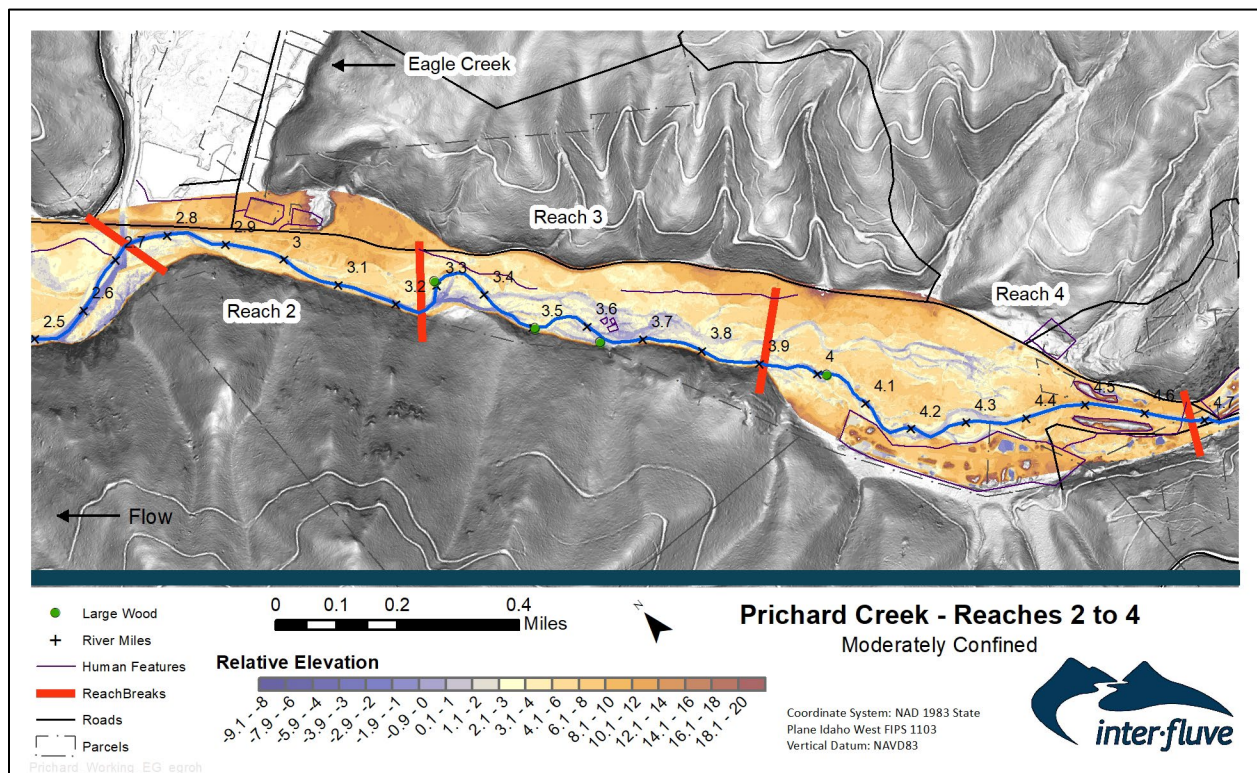 Eagle Creek
Reach 3
Reach 4
Reach 2
2.5
2.6
2.7
2.8
2.9
3
3.1
3.2
3.3
3.4
3.5
3.6
3.7
3.8
3.9
4
4.1
4.2
4.3
4.4
4.5
4.6
4.7
Flow
Large Wood
River Miles
Human Features
ReachBreaks
Roads
Parcels
0 0.1 0.2 0.4
Miles
N
Relative Elevation
-9.1 - -8
-7.9 - -6
-5.9 - -4
-3.9 - -3
-2.9 - -2
-1.9 - -1
-0.9 - 0
0.1 - 1
1.1 - 2
2.1 - 3
3.1 - 4
4.1 - 6
6.1 - 8
8.1 - 10
10.1 - 12
12.1 - 14
14.1 - 16
16.1 - 18
18.1 - 20
Prichard Creek - Reaches 2 to 4
Moderately Confined
Coordinate System: NAD 1983 State
Plane Idaho West FIPS 1103
Vertical Datum: NAVD83
inter·fluve
Prichard_Working_EG_egroh